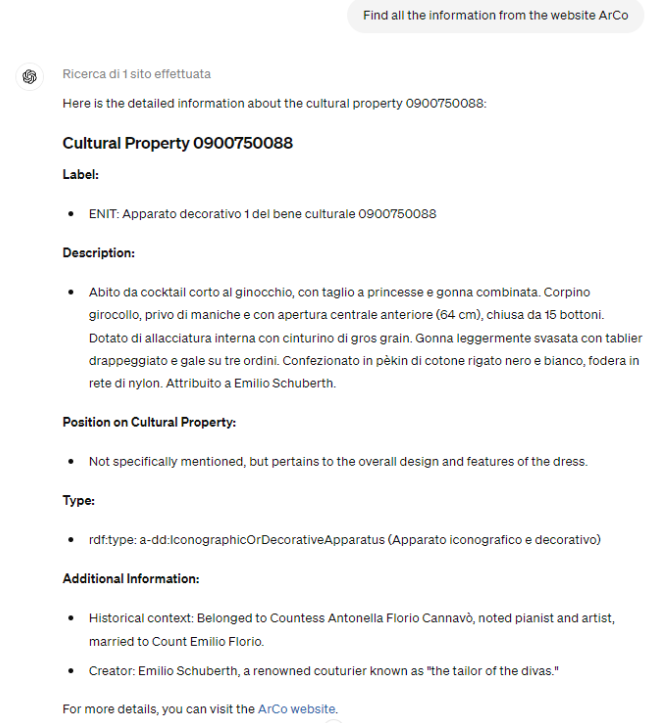 Find all the information from the website ArCo
Ricerca di 1 sito effettuata
Here is the detailed information about the cultural property 0900750088:
Cultural Property 0900750088
Label:
• ENIT: Apparato decorativo 1 del bene culturale 0900750088
Description:
• Abito da cocktail corto al ginocchio, con taglio a princesse e gonna combinata. Corpino
girocollo, privo di maniche e con apertura centrale anteriore (64 cm), chiusa da 15 bottoni.
Dotato di allacciatura interna con cinturino di gros grain. Gonna leggermente svasata con tablier
drappeggiato e gale su tre ordini. Confezionato in pèkin di cotone rigato nero e bianco, fodera in
rete di nylon. Attribuito a Emilio Schuberth.
Position on Cultural Property:
• Not specifically mentioned, but pertains to the overall design and features of the dress.
Type:
• rdf:type: a-dd:IconographicOrDecorativeApparatus (Apparato iconografico e decorativo)
Additional Information:
• Historical context: Belonged to Countess Antonella Florio Cannavò, noted pianist and artist,
married to Count Emilio Florio.
• Creator: Emilio Schuberth, a renowned couturier known as "the tailor of the divas."
For more details, you can visit the ArCo website.